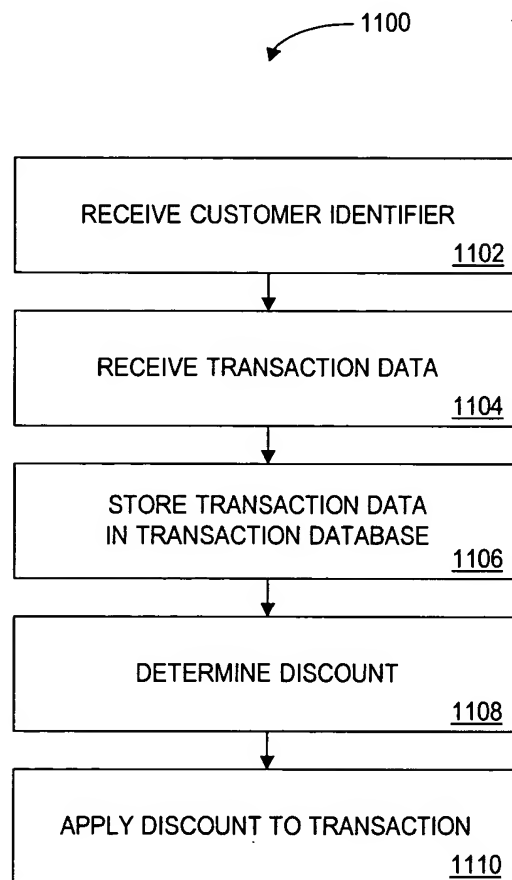 1100
RECEIVE CUSTOMER IDENTIFIER
1102
RECEIVE TRANSACTION DATA
1104
STORE TRANSACTION DATA
IN TRANSACTION DATABASE
1106
DETERMINE DISCOUNT
1108
APPLY DISCOUNT TO TRANSACTION
1110